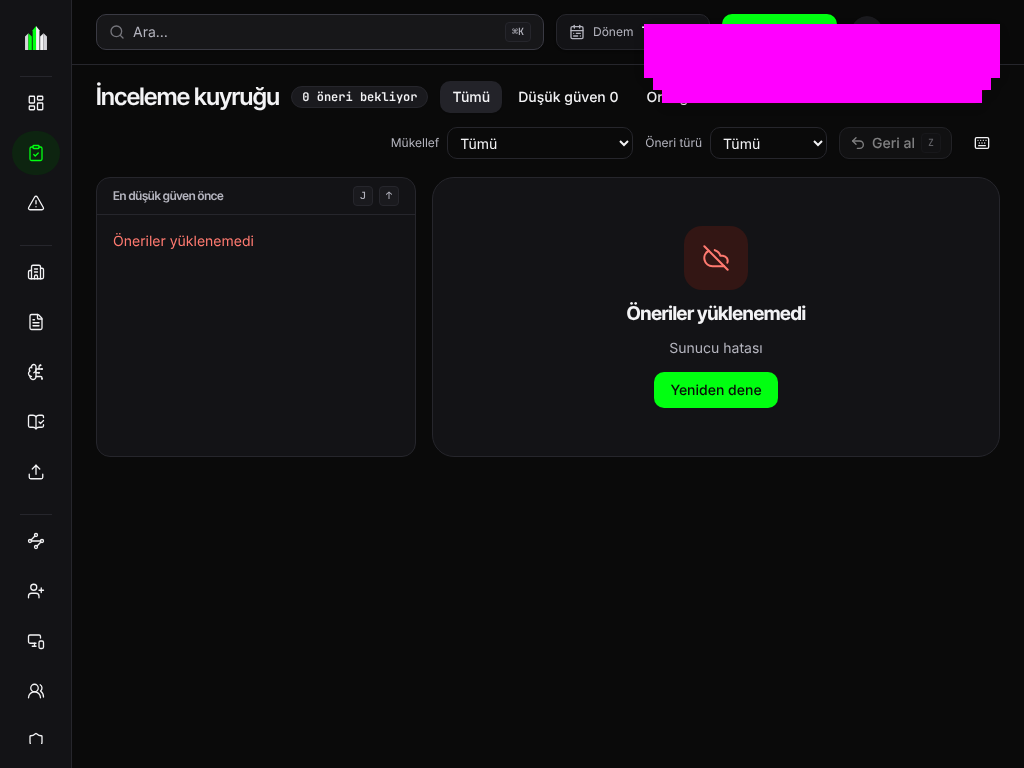 Ara...
⌘K
Dönem
İnceleme kuyruğu
0 öneri bekliyor
Tümü
Düşük güven 0
Mükellef
Tümü
Öneri türü
Tümü
Geri al
Z
En düşük güven önce
J
↑
Öneriler yüklenemedi
Öneriler yüklenemedi
Sunucu hatası
Yeniden dene